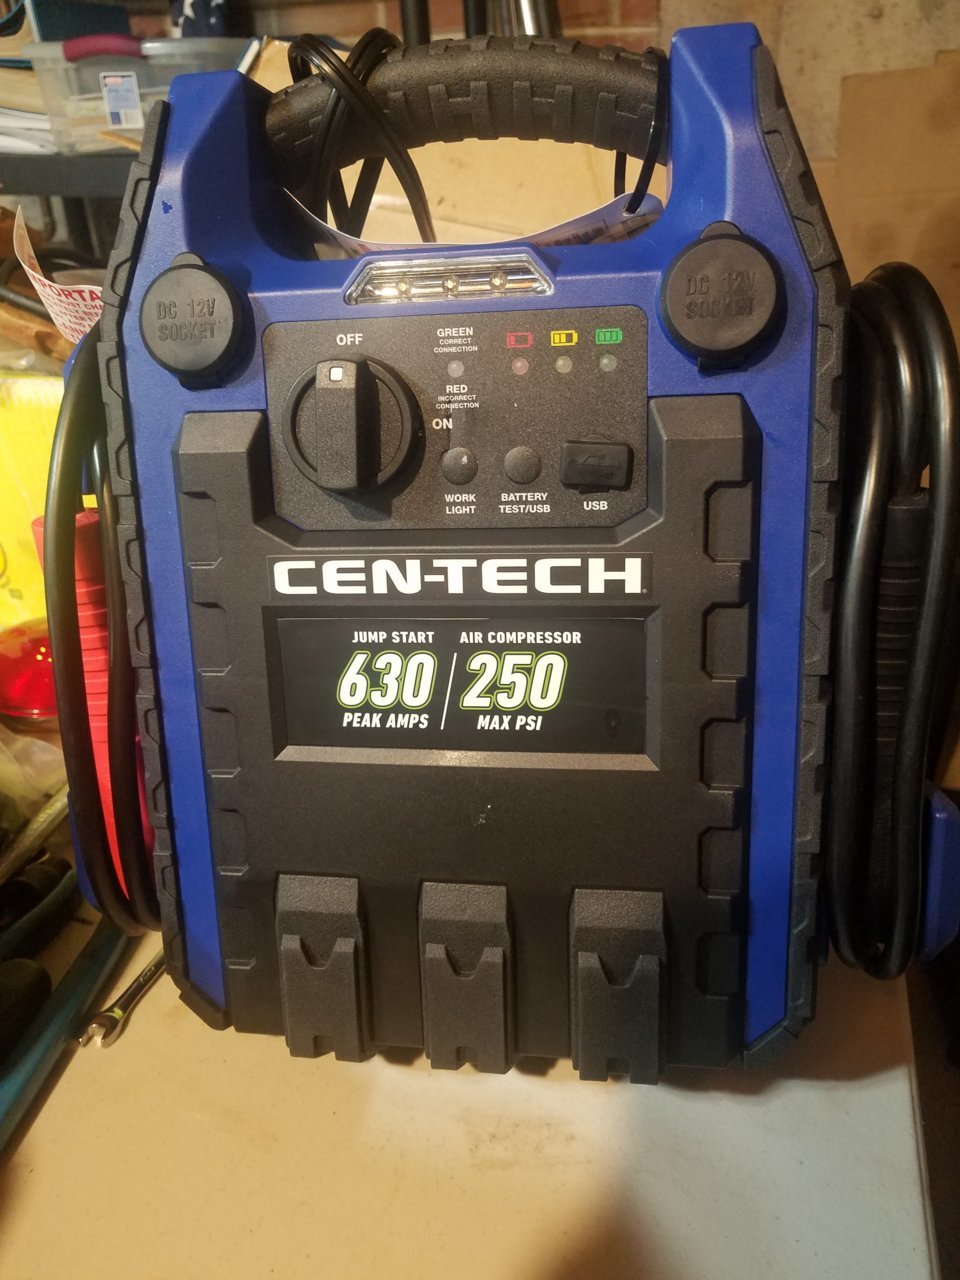 DC 12V
SOCKET
DC 12V
SOCKET
OFF
GREEN
CORRECT
CONNECTION
RED
INCORRECT
CONNECTION
ON
WORK
LIGHT
BATTERY
TEST/USB
USB
CEN-TECH
JUMP START
630
PEAK AMPS
AIR COMPRESSOR
250
MAX PSI